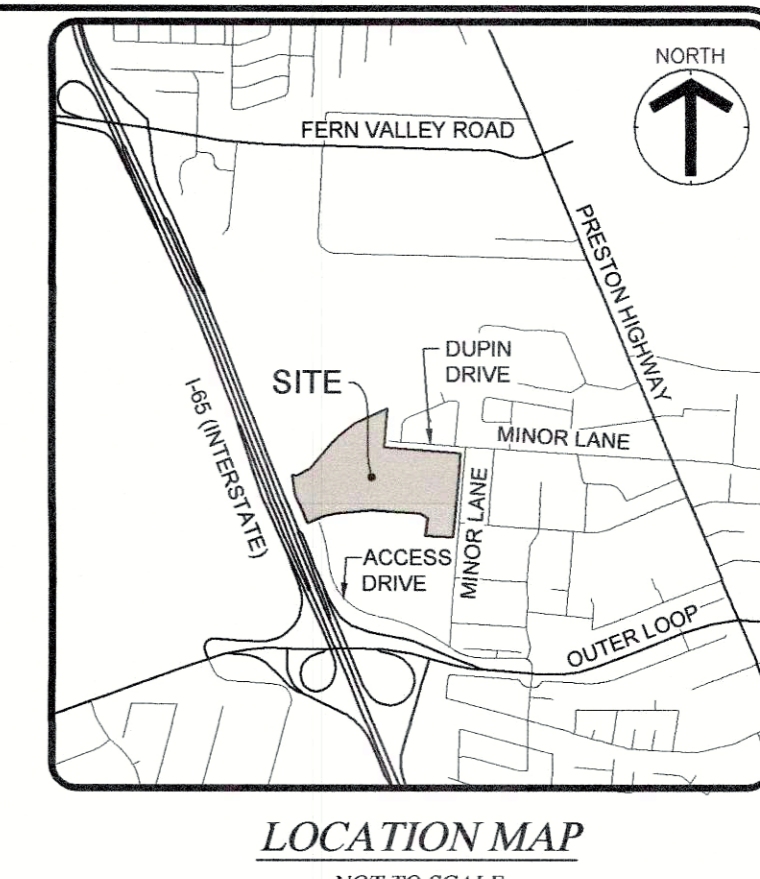 NORTH
FERN VALLEY ROAD
PRESTON HIGHWAY
DUPIN
DRIVE
SITE
MINOR LANE
I-65 (INTERSTATE)
MINOR LANE
ACCESS
DRIVE
OUTER LOOP
LOCATION MAP
NOT TO SCALE